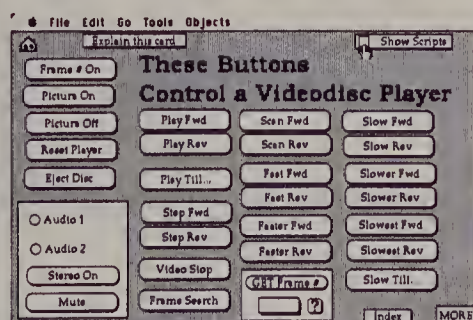 File Edit Go Tools Objects
Explain this card
Show Scripts
These Buttons
Control a Videodisc Player
Frame # On
Picture On
Picture Off
Reset Player
Eject Disc
Audio 1
Audio 2
Stereo On
Mute
Play Fwd
Play Rev
Play Till...
Step Fwd
Step Rev
Video Stop
Frame Search
Scan Fwd
Scan Rev
Fast Fwd
Fast Rev
Faster Fwd
Faster Rev
GET Frame #
?
Slow Fwd
Slow Rev
Slower Fwd
Slower Rev
Slowest Fwd
Slowest Rev
Slow Till..
Index
MORE